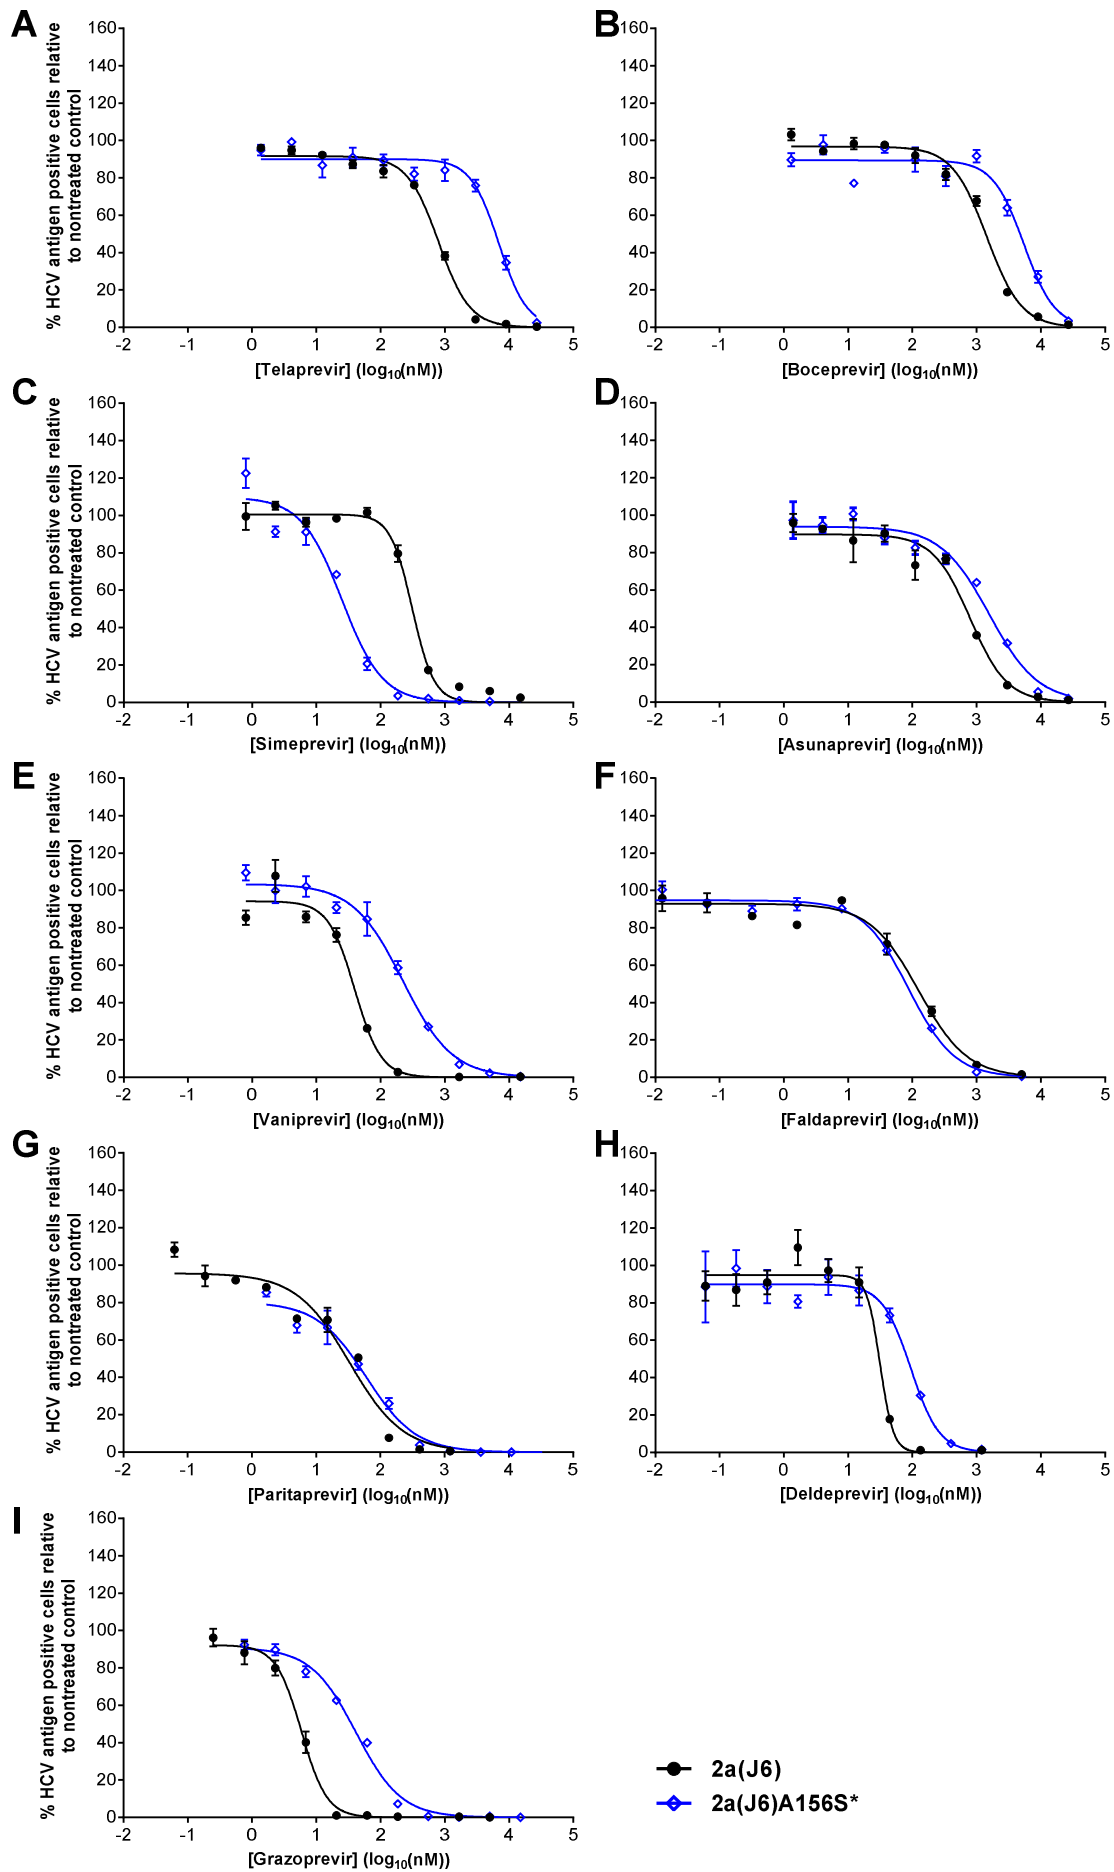 A
B
% HCV antigen positive cells relative
to nontreated control
160
140
120
100
80
60
40
20
0
-2 -1 0 1 2 3 4 5
[Telaprevir] (log10(nM))
160
140
120
100
80
60
40
20
0
-2 -1 0 1 2 3 4 5
[Boceprevir] (log10(nM))
C
D
% HCV antigen positive cells relative
to nontreated control
160
140
120
100
80
60
40
20
0
-2 -1 0 1 2 3 4 5
[Simeprevir] (log10(nM))
160
140
120
100
80
60
40
20
0
-2 -1 0 1 2 3 4 5
[Asunaprevir] (log10(nM))
E
F
% HCV antigen positive cells relative
to nontreated control
160
140
120
100
80
60
40
20
0
-2 -1 0 1 2 3 4 5
[Vaniprevir] (log10(nM))
160
140
120
100
80
60
40
20
0
-2 -1 0 1 2 3 4 5
[Faldaprevir] (log10(nM))
G
H
% HCV antigen positive cells relative
to nontreated control
160
140
120
100
80
60
40
20
0
-2 -1 0 1 2 3 4 5
[Paritaprevir] (log10(nM))
160
140
120
100
80
60
40
20
0
-2 -1 0 1 2 3 4 5
[Deldeprevir] (log10(nM))
I
% HCV antigen positive cells relative
to nontreated control
160
140
120
100
80
60
40
20
0
-2 -1 0 1 2 3 4 5
[Grazoprevir] (log10(nM))
2a(J6)
2a(J6)A156S*